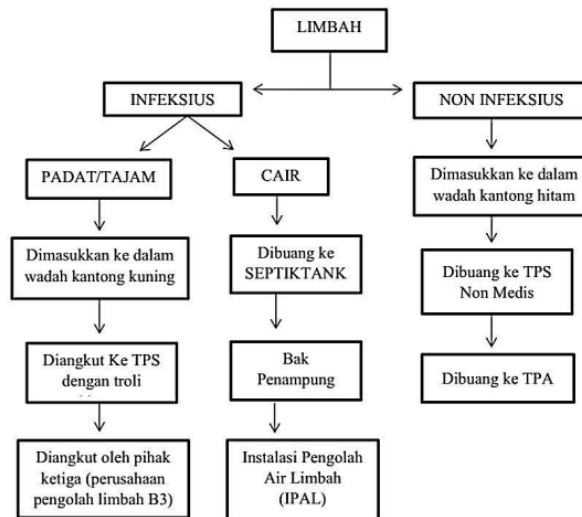 LIMBAH
INFEKSIUS
NON INFEKSIUS
PADAT/TAJAM
CAIR
Dimasukkan ke dalam
wadah kantong hitam
Dimasukkan ke dalam
wadah kantong kuning
Dibuang ke
SEPTIKTANK
Dibuang ke TPS
Non Medis
Diangkut Ke TPS
dengan troli
Bak
Penampung
Dibuang ke TPA
Diangkut oleh pihak
ketiga (perusahaan
pengolah limbah B3)
Instalasi Pengolah
Air Limbah
(IPAL)